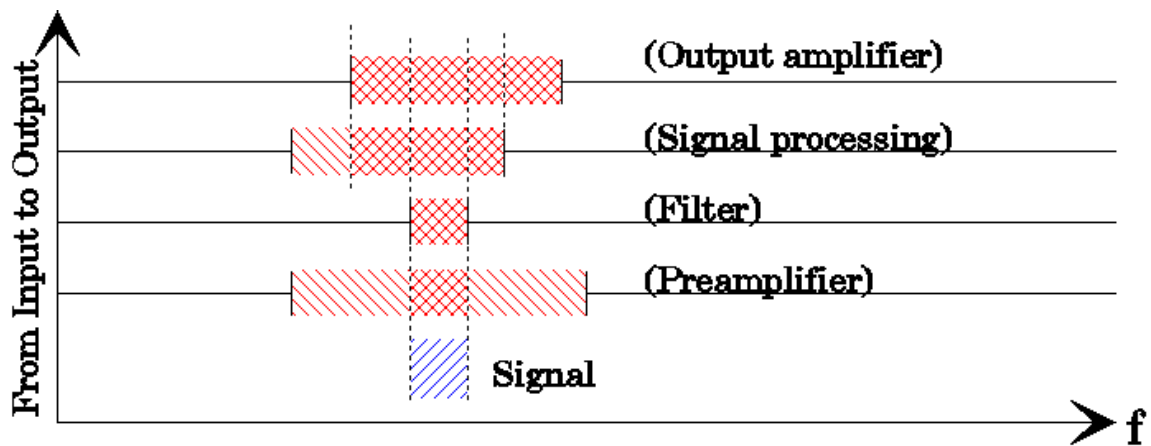 From Input to Output
(Output amplifier)
(Signal processing)
(Filter)
(Preamplifier)
Signal
f